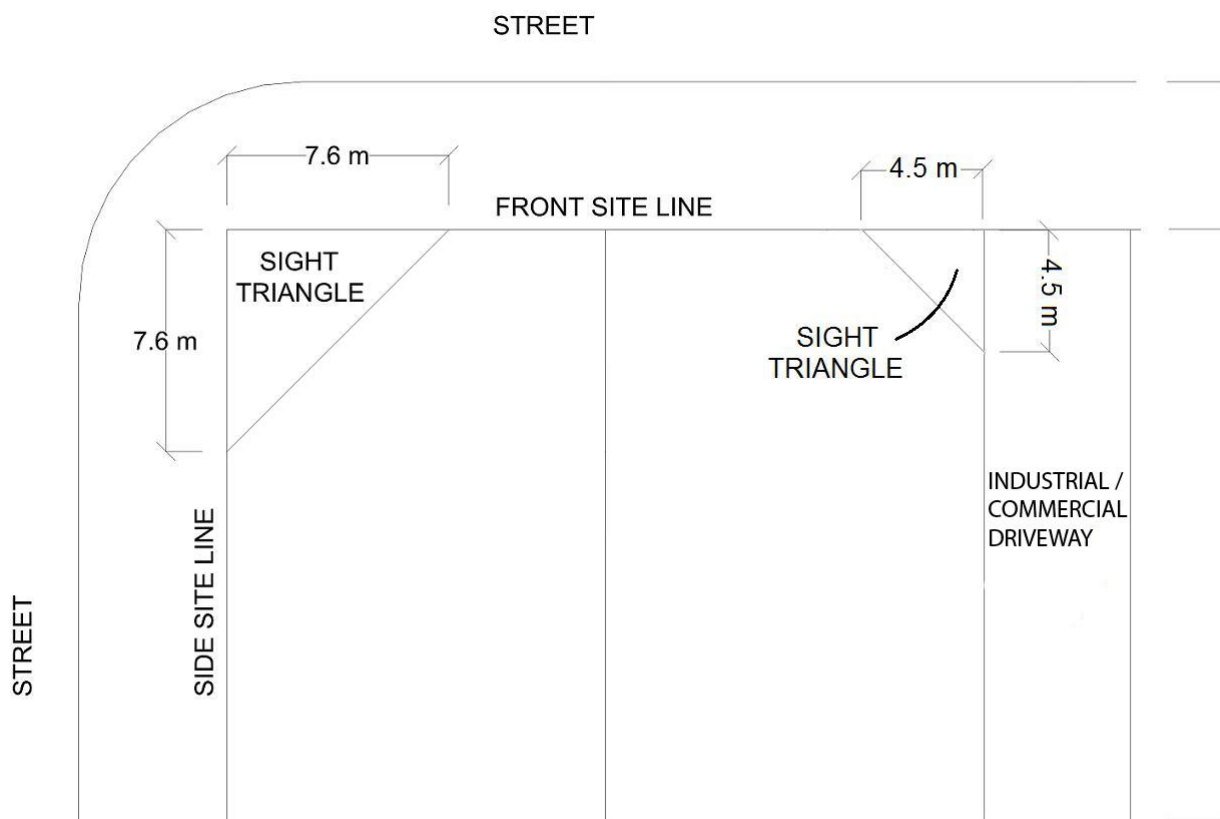 STREET
7.6 m
4.5 m
FRONT SITE LINE
SIGHT
TRIANGLE
4.5 m
7.6 m
SIGHT
TRIANGLE
INDUSTRIAL /
COMMERCIAL
DRIVEWAY
SIDE SITE LINE
STREET